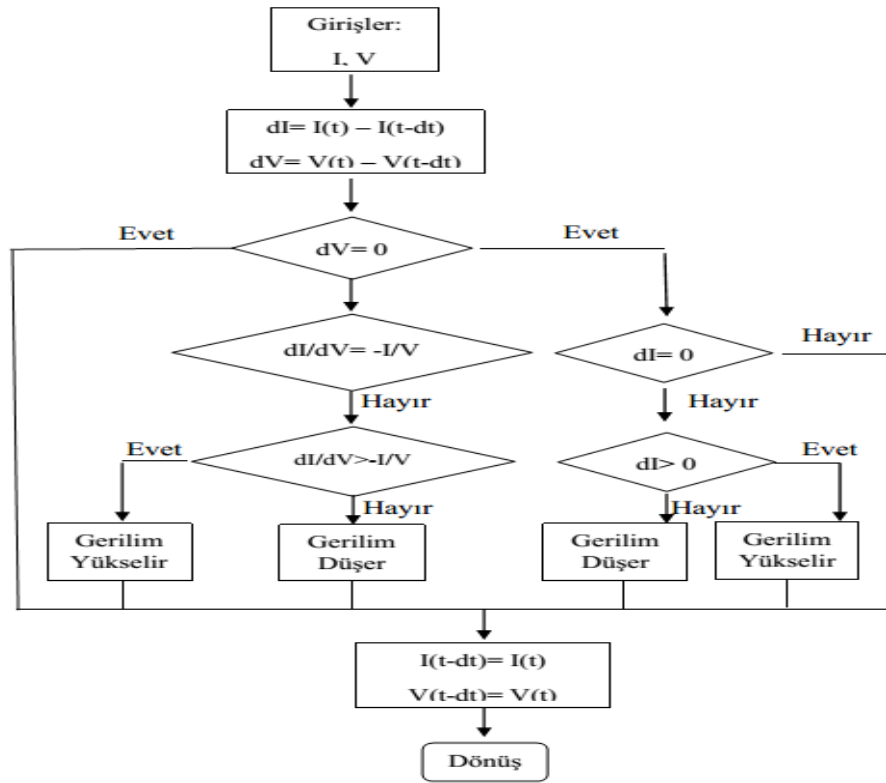 Girişler:
I, V
dI= I(t) – I(t-dt)
dV= V(t) – V(t-dt)
Evet
dV= 0
Evet
dI/dV= -I/V
dI= 0
Hayır
Hayır
Hayır
Evet
dI/dV>-I/V
dI> 0
Evet
Hayır
Hayır
Gerilim
Yükselir
Gerilim
Düşer
Gerilim
Düşer
Gerilim
Yükselir
I(t-dt)= I(t)
V(t-dt)= V(t)
Dönüş